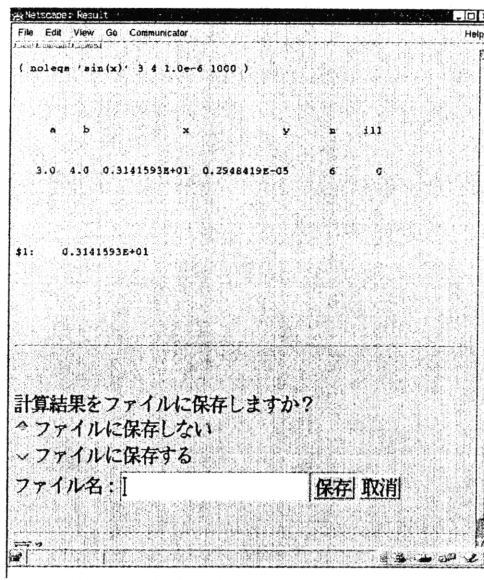 Netscape: Result
File Edit View Go Communicator Help
( noleqs 'sin(x)' 3 4 1.0e-6 1000 )
a b x y n ill
3.0 4.0 0.3141593E+01 0.2948419E-05 6 0
$1: 0.3141593E+01
計算結果をファイルに保存しますか?
ファイルに保存しない
ファイルに保存する
ファイル名: 保存 取消